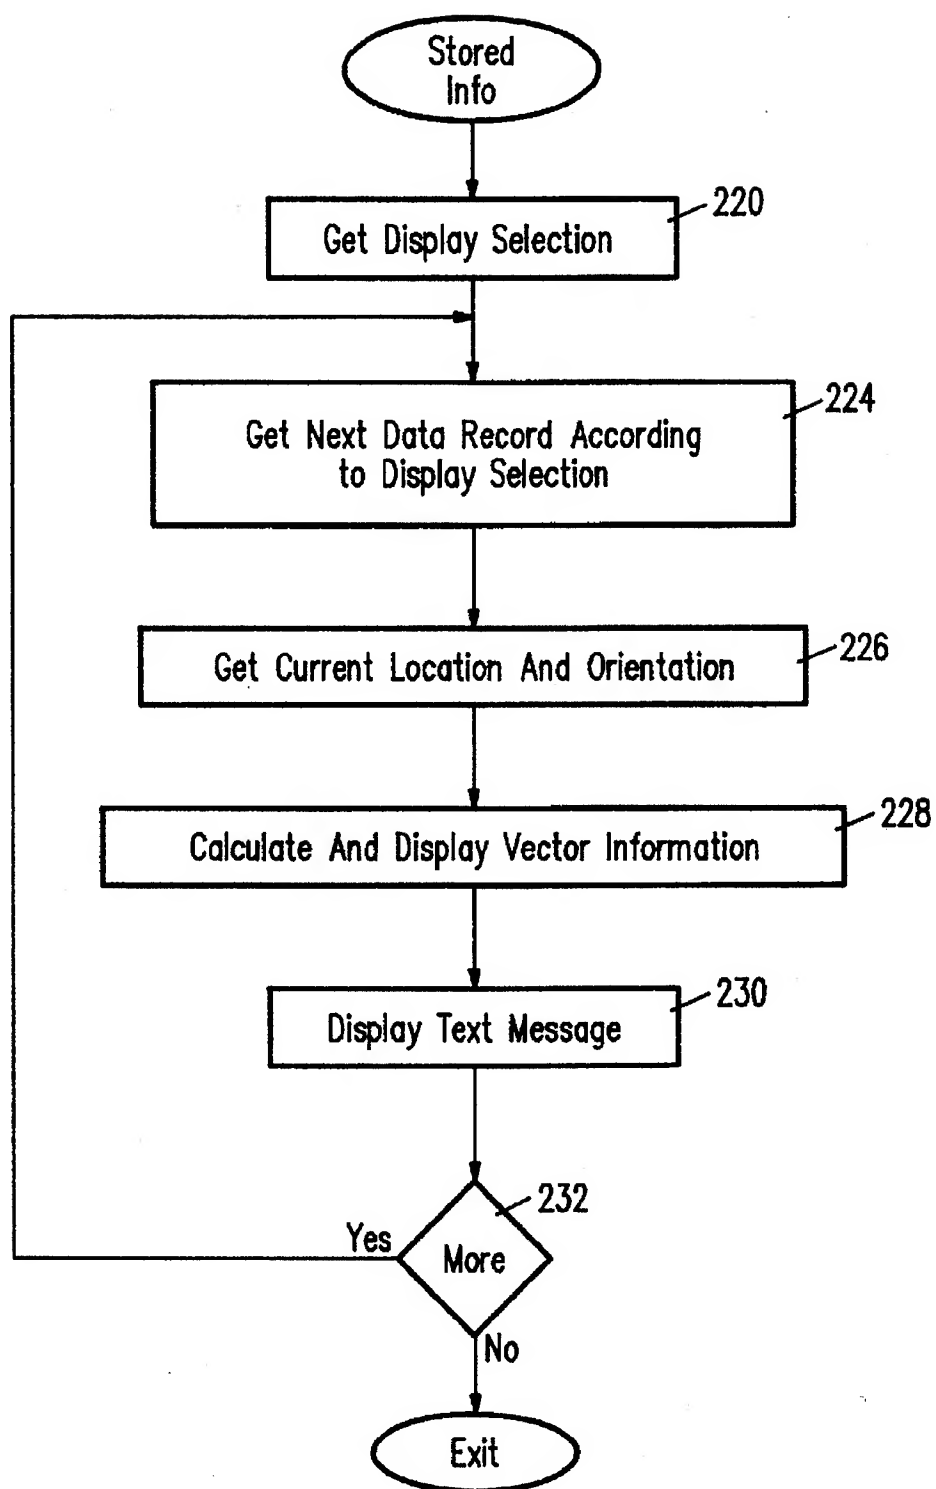 Stored
Info
220
Get Display Selection
224
Get Next Data Record According
to Display Selection
226
Get Current Location And Orientation
228
Calculate And Display Vector Information
230
Display Text Message
232
Yes
More
No
Exit